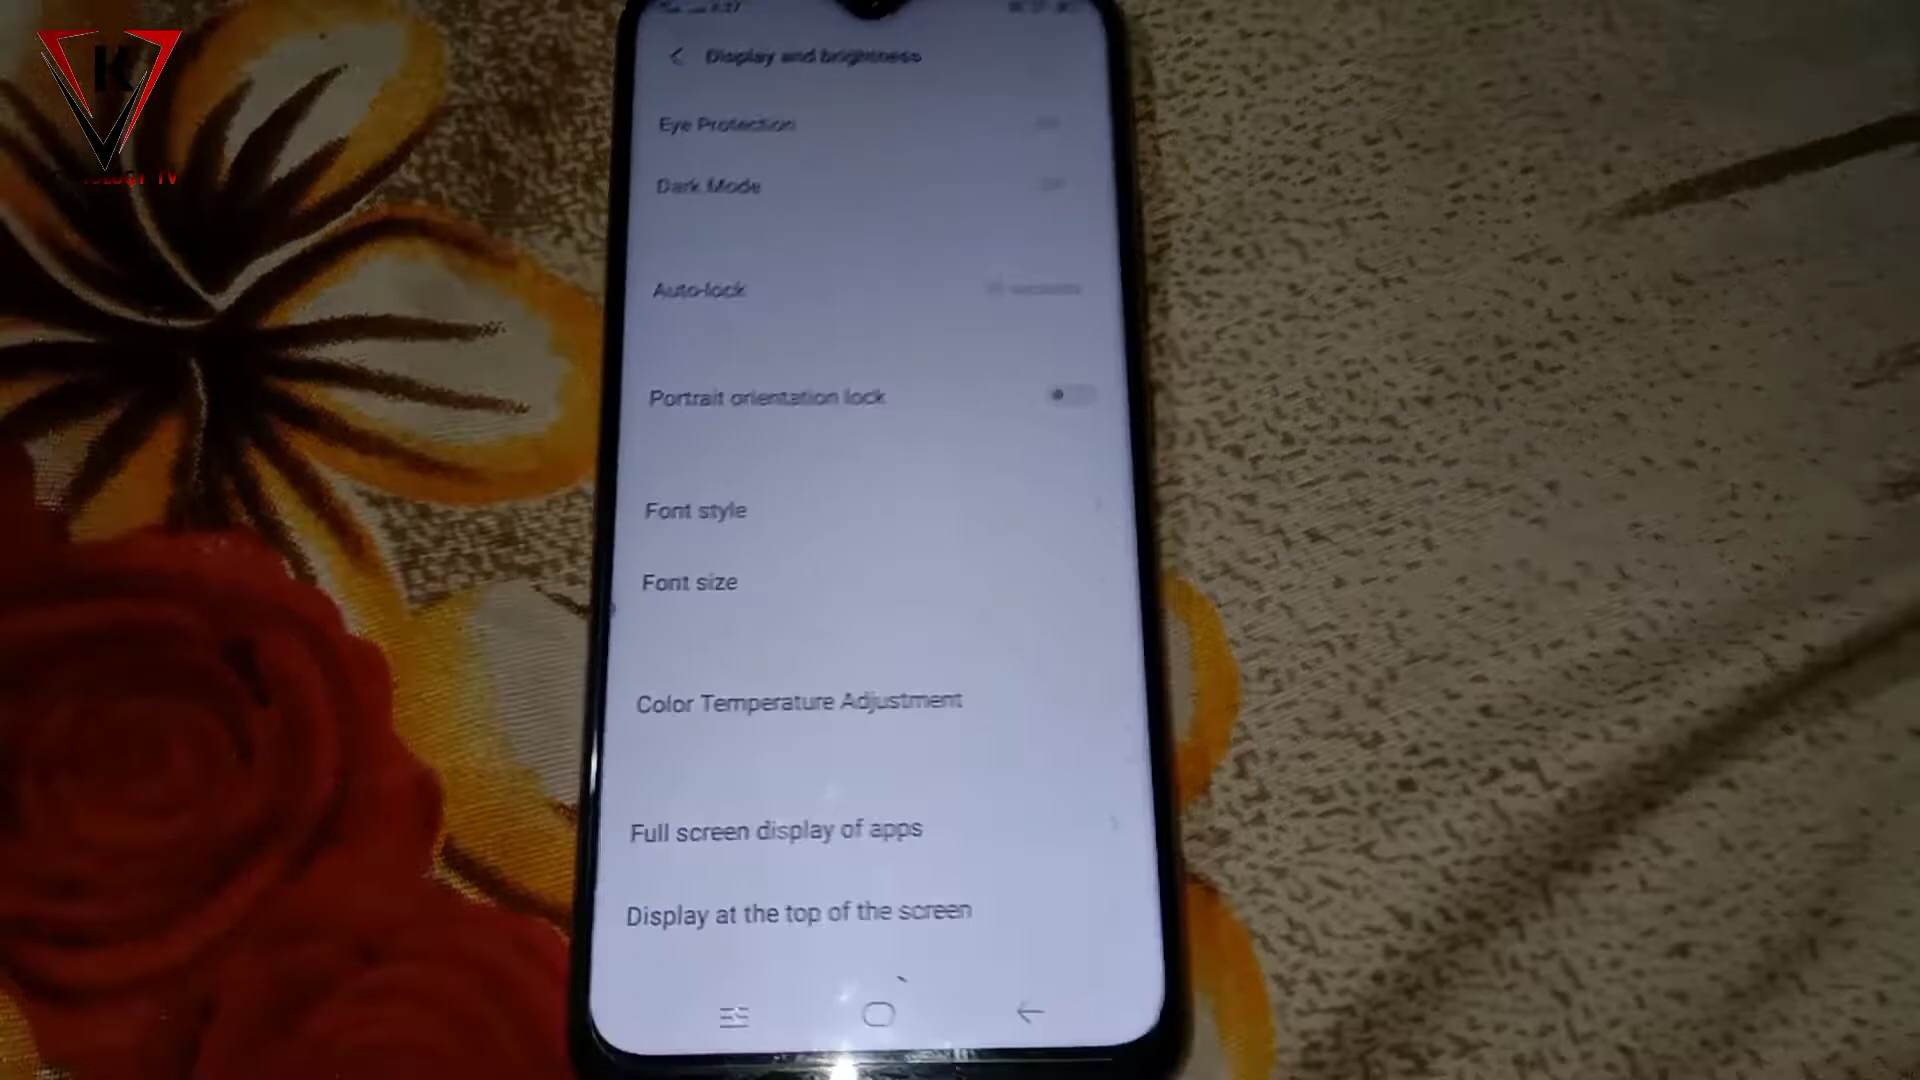 K
Display and brightness
Eye Protection
Dark Mode
Auto-lock
Portrait orientation lock
Font style
Font size
Color Temperature Adjustment
Full screen display of apps
Display at the top of the screen